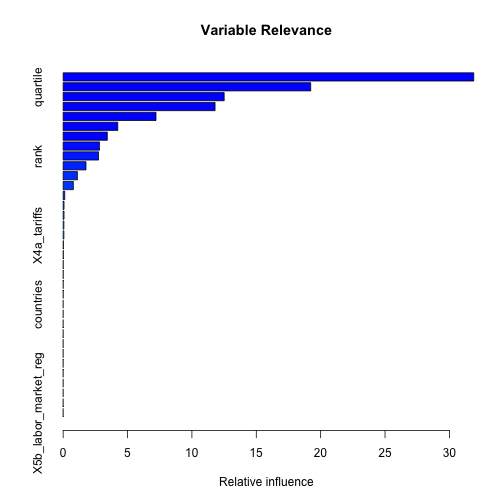 Variable Relevance
quartile
rank
X4a_tariffs
countries
X5b_labor_market_reg
0 5 10 15 20 25 30
Relative influence